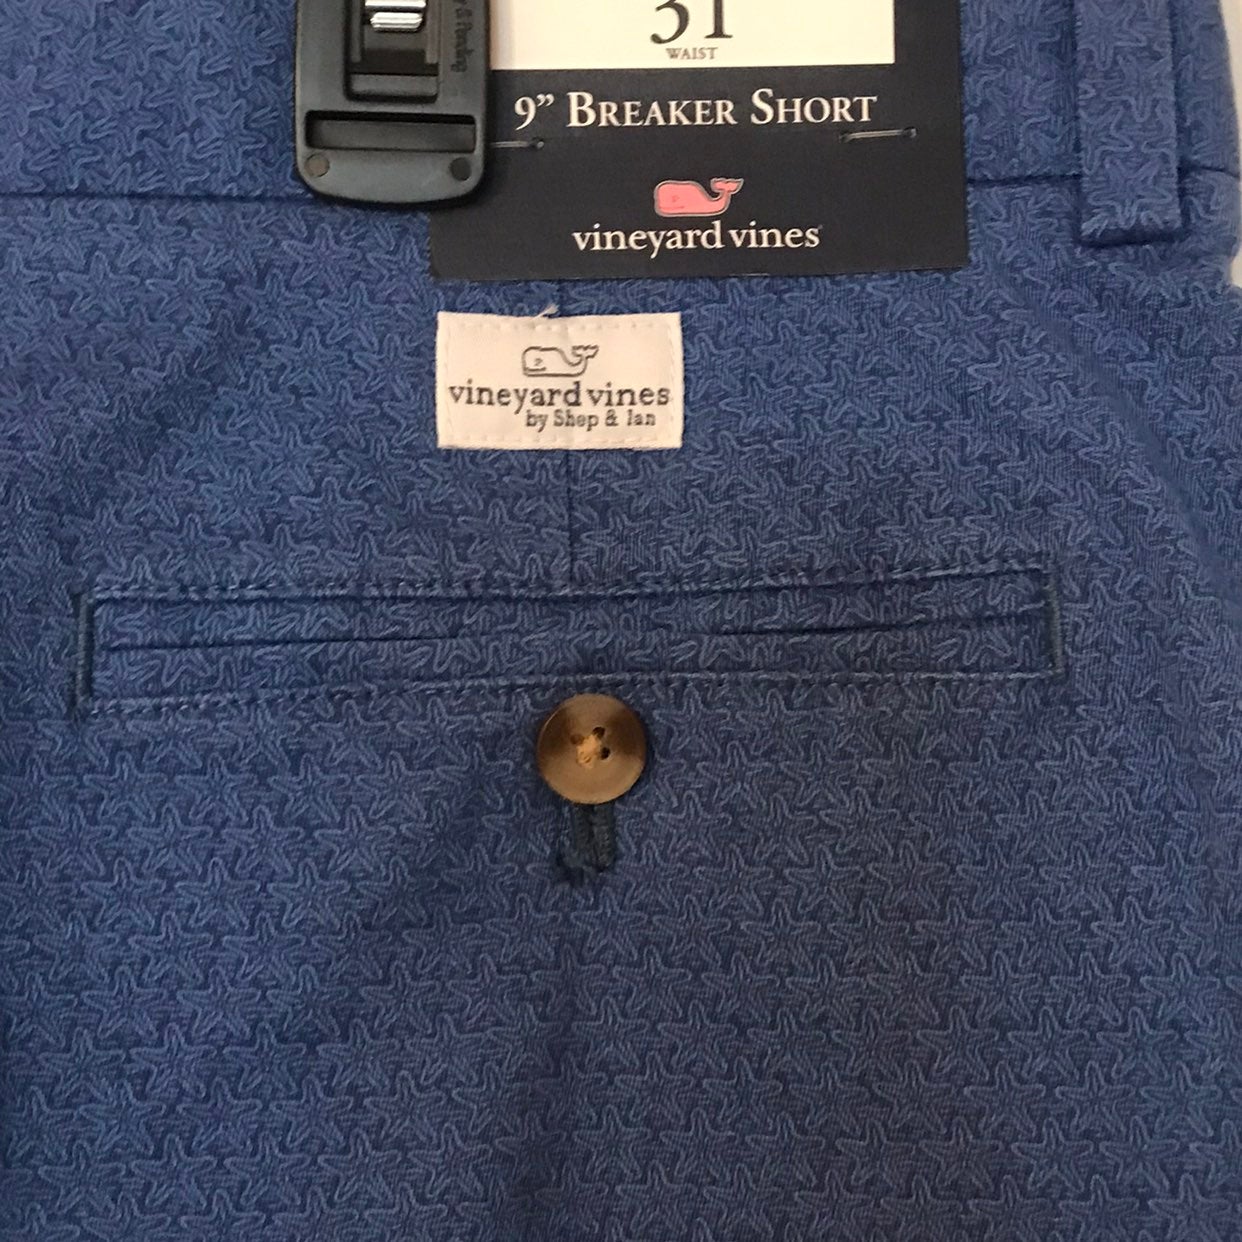 31
WAIST
9” BREAKER SHORT
vineyard vines
vineyard vines
by Shep & Ian